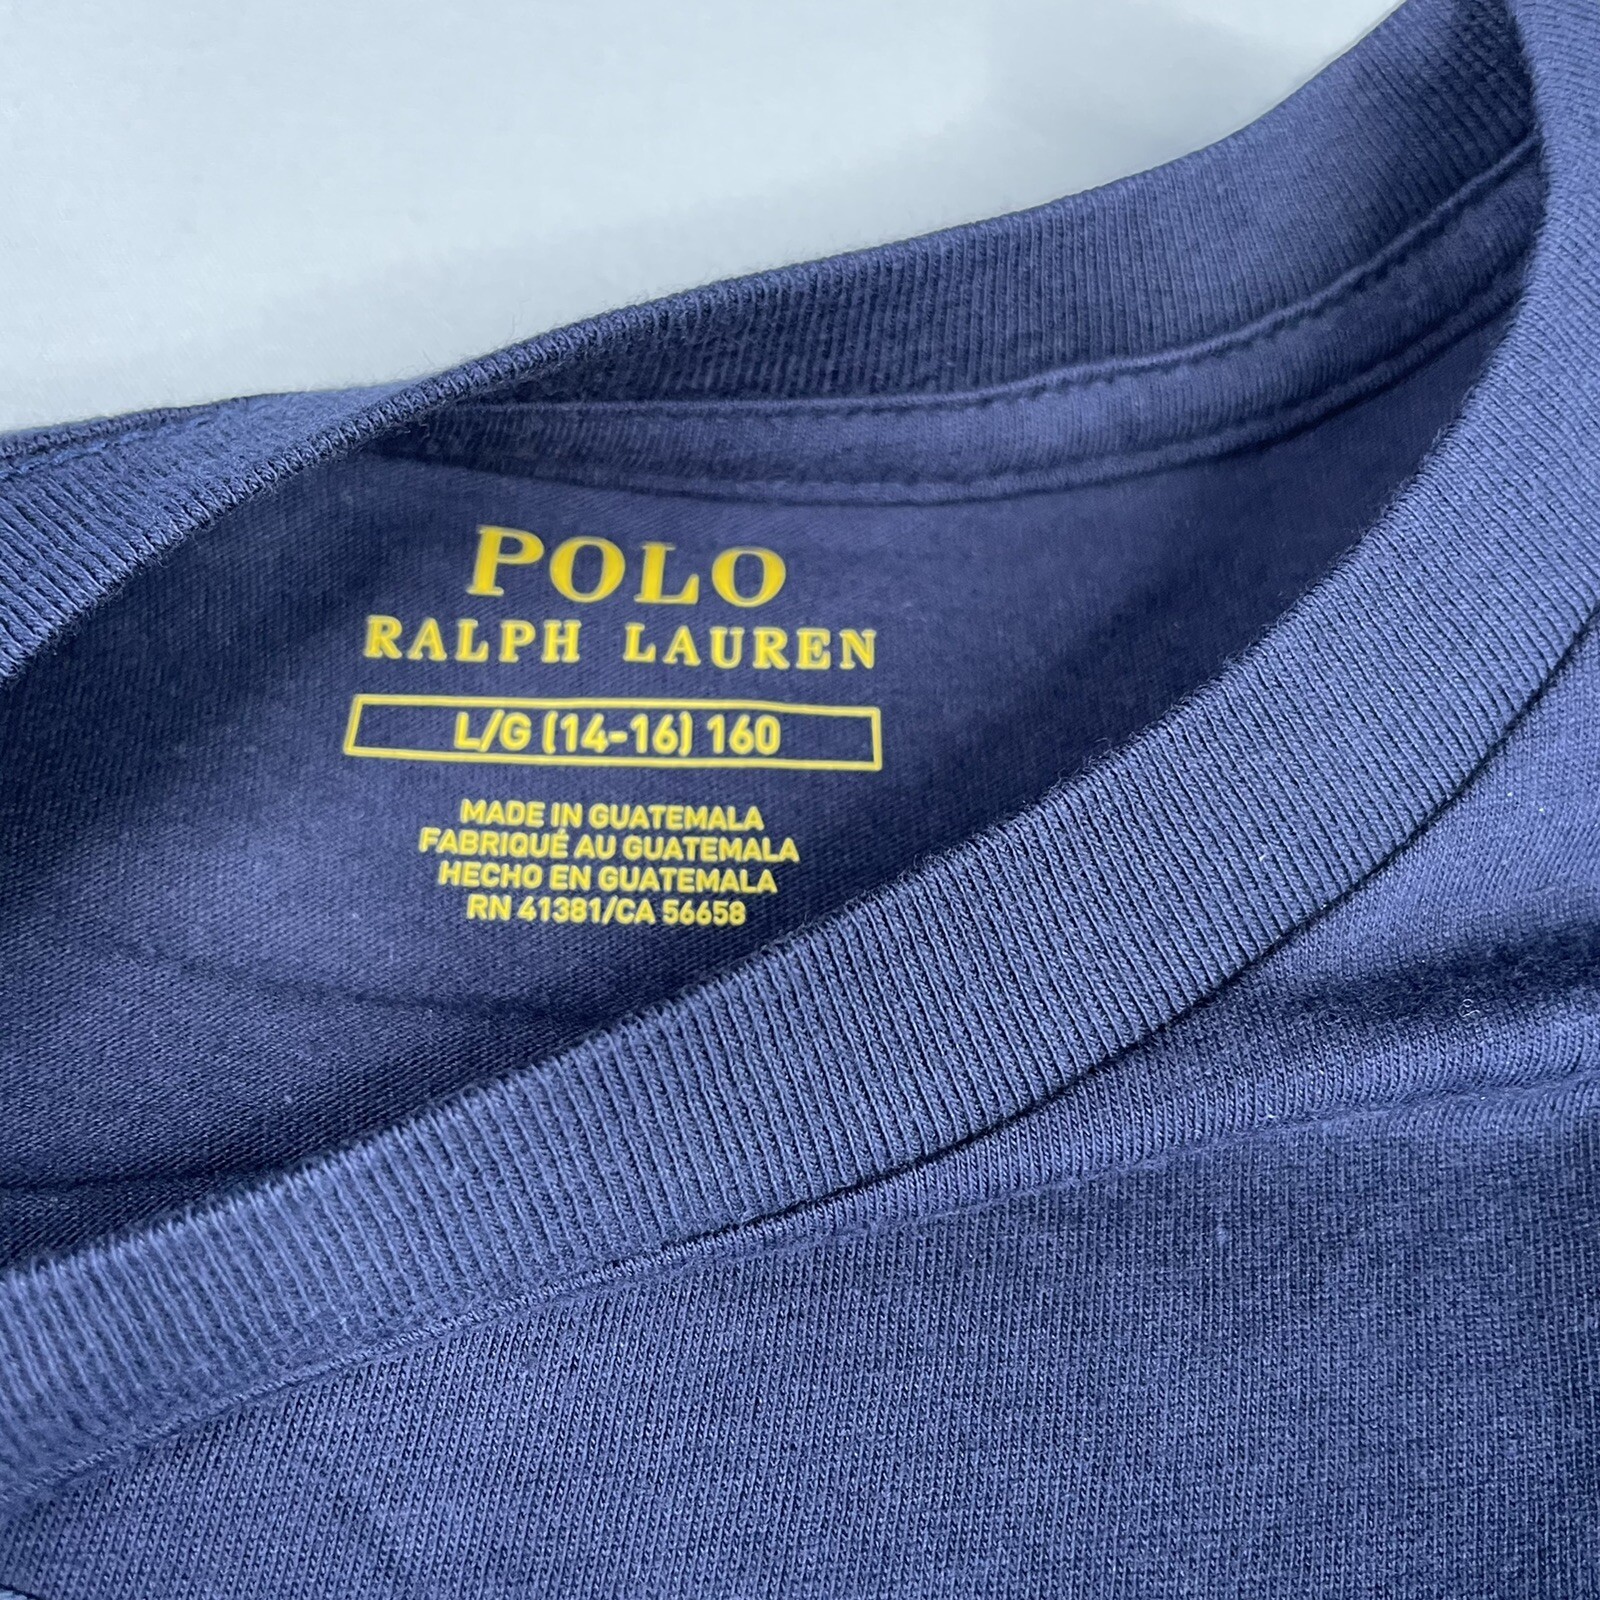 POLO
RALPH LAUREN
L/G (14-16) 160
MADE IN GUATEMALA
FABRIQUÉ AU GUATEMALA
HECHO EN GUATEMALA
RN 41381/CA 56658